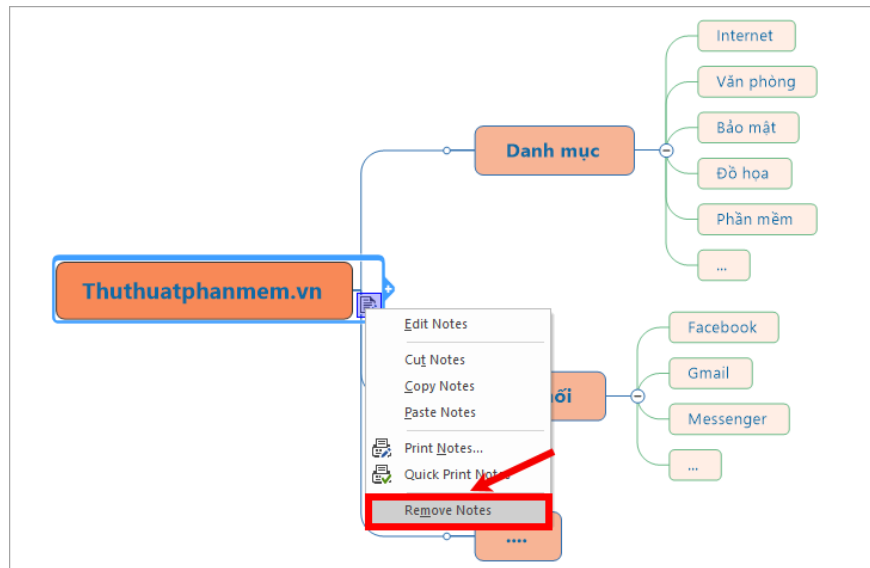 Internet
Văn phòng
Bảo mật
Danh mục
Đồ họa
Phần mềm
...
Thuthuatphanmem.vn
Edit Notes
Cut Notes
Copy Notes
Paste Notes
Print Notes...
Quick Print Notes
Remove Notes
Facebook
Gmail
ối
Messenger
...
....